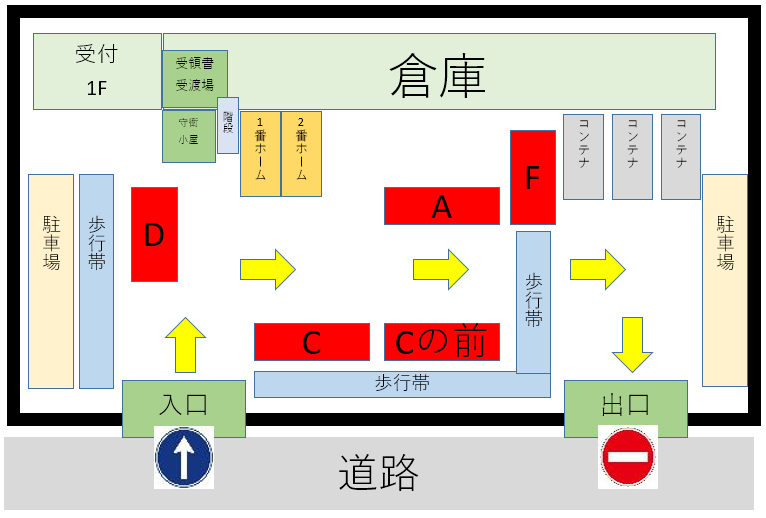 受付
1F
受領書
受渡場
倉庫
守衛
小屋
階段
1番ホーム
2番ホーム
コンテナ
コンテナ
コンテナ
F
A
D
駐車場
歩行帯
駐車場
歩行帯
C
Cの前
歩行帯
入口
出口
道路